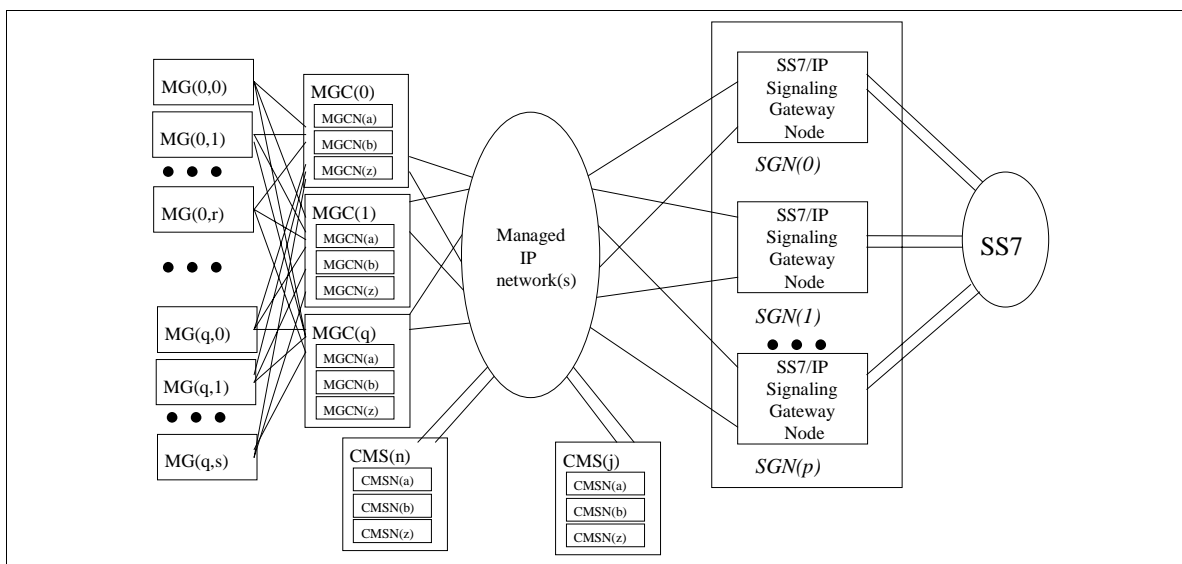 MG(0,0)
MG(0,1)
MG(0,r)
MG(q,0)
MG(q,1)
MG(q,s)
MGC(0)
MGCN(a)
MGCN(b)
MGCN(z)
MGC(1)
MGCN(a)
MGCN(b)
MGCN(z)
MGC(q)
MGCN(a)
MGCN(b)
MGCN(z)
CMS(n)
CMSN(a)
CMSN(b)
CMSN(z)
Managed
IP
network(s)
CMS(j)
CMSN(a)
CMSN(b)
CMSN(z)
SS7/IP
Signaling
Gateway
Node
SGN(0)
SS7/IP
Signaling
Gateway
Node
SGN(1)
SS7/IP
Signaling
Gateway
Node
SGN(p)
SS7